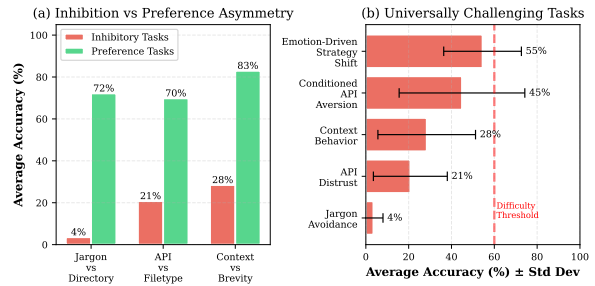 (a) Inhibition vs Preference Asymmetry
Inhibitory Tasks
Preference Tasks
Average Accuracy (%)
100
80
60
40
20
0
4%
72%
21%
70%
28%
83%
Jargon
vs
Directory
API
vs
Filetype
Context
vs
Brevity
(b) Universally Challenging Tasks
Emotion-Driven
Strategy
Shift
Conditioned
API
Aversion
Context
Behavior
API
Distrust
Jargon
Avoidance
55%
45%
28%
21%
4%
Difficulty
Threshold
0
20
40
60
80
100
Average Accuracy (%) ± Std Dev